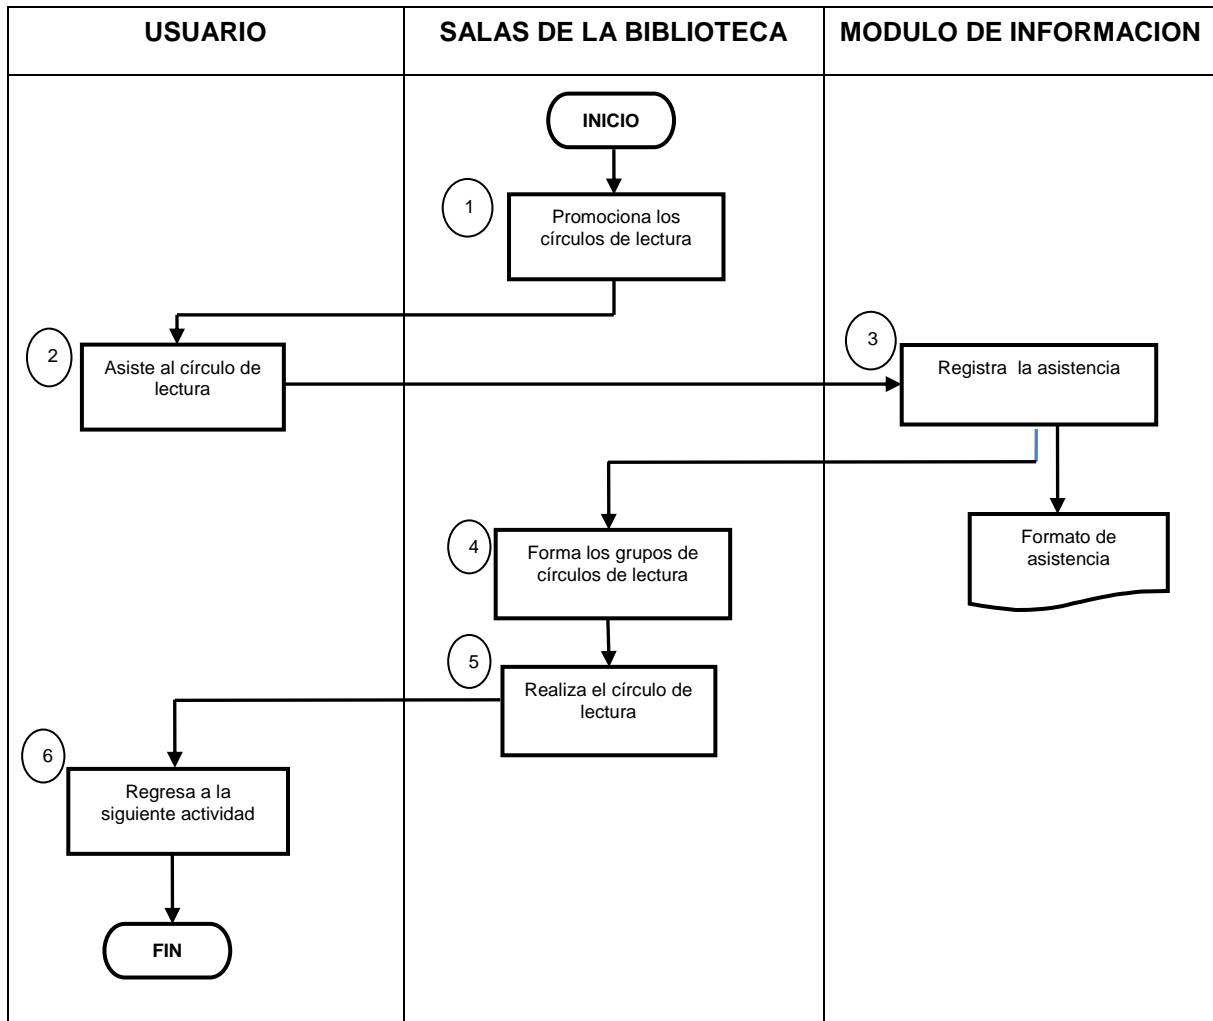 USUARIO
SALAS DE LA BIBLIOTECA
MODULO DE INFORMACION
INICIO
1
Promociona los
círculos de lectura
2
Asiste al círculo de
lectura
3
Registra la asistencia
4
Forma los grupos de
círculos de lectura
Formato de
asistencia
5
Realiza el círculo de
lectura
6
Regresa a la
siguiente actividad
FIN